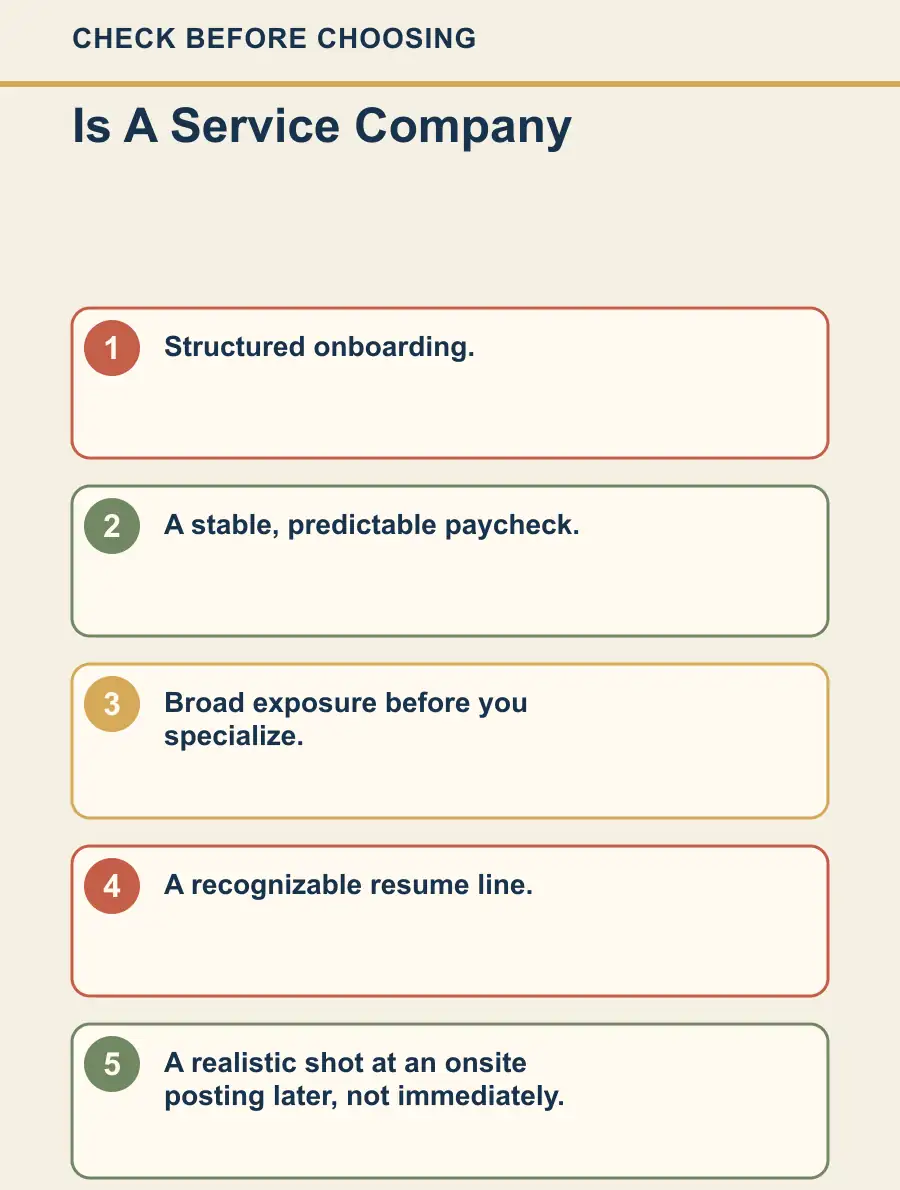 CHECK BEFORE CHOOSING
Is A Service Company
1
Structured onboarding.
2
A stable, predictable paycheck.
3
Broad exposure before you
specialize.
4
A recognizable resume line.
5
A realistic shot at an onsite
posting later, not immediately.